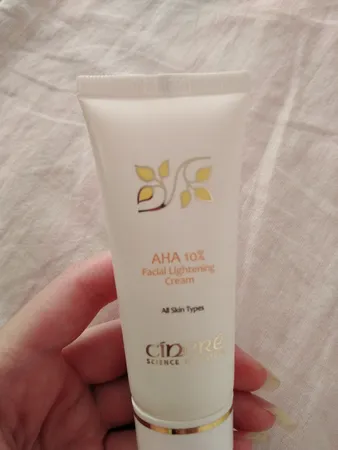 AHA 10%
Facial Lightening
Cream
All Skin Types
SCIENCE